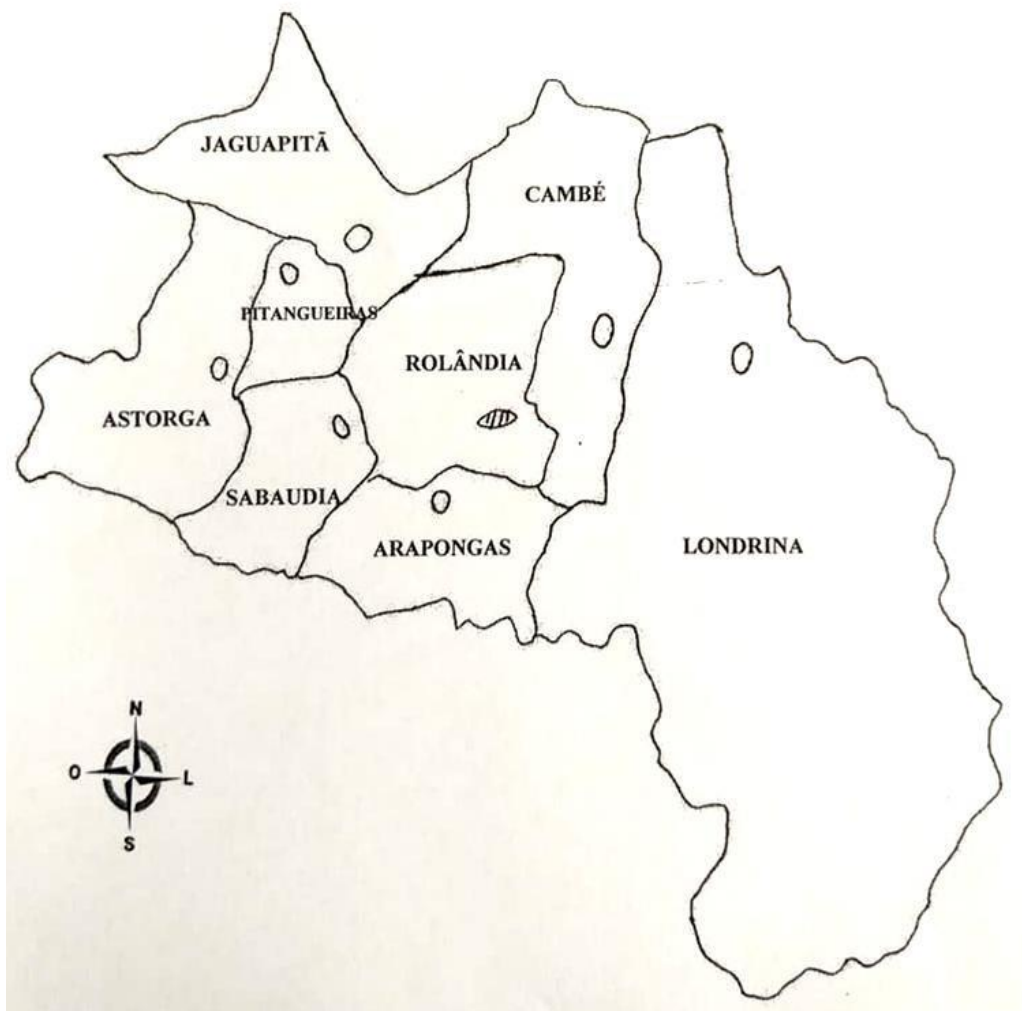 JAGUAPITÃ
CAMBÉ
PITANGUEIRAS
ROLÂNDIA
ASTORGA
SABAUDIA
ARAPONGAS
LONDRINA
N
O L
S